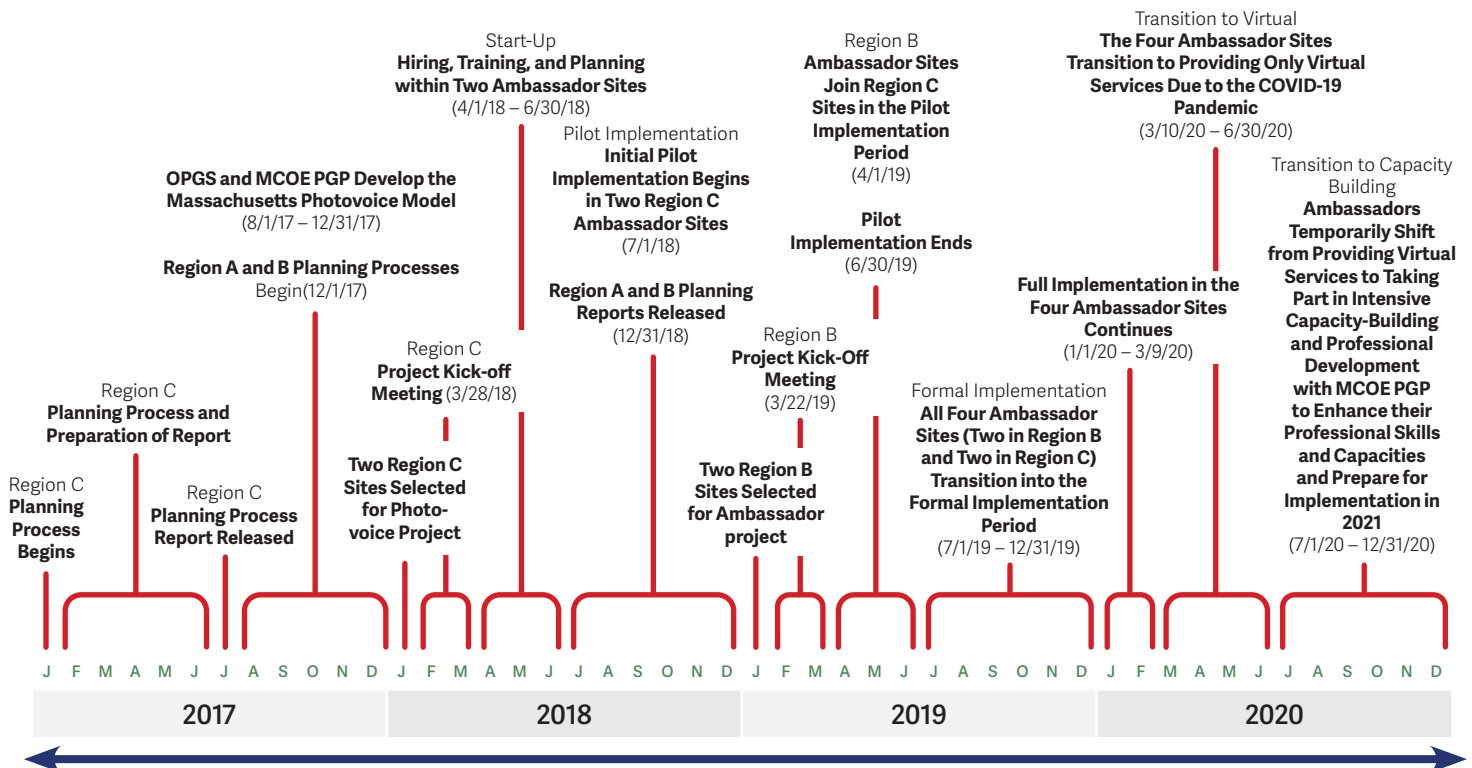 Region C
Planning
Process
Begins
Region C
Planning Process and
Preparation of Report
Region C
Planning Process
Report Released
OPGS and MCOE PGP Develop the
Massachusetts Photovoice Model
(8/1/17 – 12/31/17)
Region A and B Planning Processes
Begin(12/1/17)
Two Region C
Sites Selected
for Photo-
voice Project
Region C
Project Kick-off
Meeting (3/28/18)
Start-Up
Hiring, Training, and Planning
within Two Ambassador Sites
(4/1/18 – 6/30/18)
Pilot Implementation
Initial Pilot
Implementation Begins
in Two Region C
Ambassador Sites
(7/1/18)
Region A and B Planning
Reports Released
(12/31/18)
Two Region B
Sites Selected
for Ambassador
project
Region B
Project Kick-Off
Meeting
(3/22/19)
Region B
Ambassador Sites
Join Region C
Sites in the Pilot
Implementation
Period
(4/1/19)
Pilot
Implementation Ends
(6/30/19)
Formal Implementation
All Four Ambassador
Sites (Two in Region B
and Two in Region C)
Transition into the
Formal Implementation
Period
(7/1/19 – 12/31/19)
Full Implementation in the
Four Ambassador Sites
Continues
(1/1/20 – 3/9/20)
Transition to Virtual
The Four Ambassador Sites
Transition to Providing Only Virtual
Services Due to the COVID-19
Pandemic
(3/10/20 – 6/30/20)
Transition to Capacity
Building
Ambassadors
Temporarily Shift
from Providing Virtual
Services to Taking
Part in Intensive
Capacity-Building
and Professional
Development
with MCOE PGP
to Enhance their
Professional Skills
and Capacities
and Prepare for
Implementation in
2021
(7/1/20 – 12/31/20)
J F M A M J J A S O N D J F M A M J J A S O N D J F M A M J J A S O N D J F M A M J J A S O N D
2017 2018 2019 2020